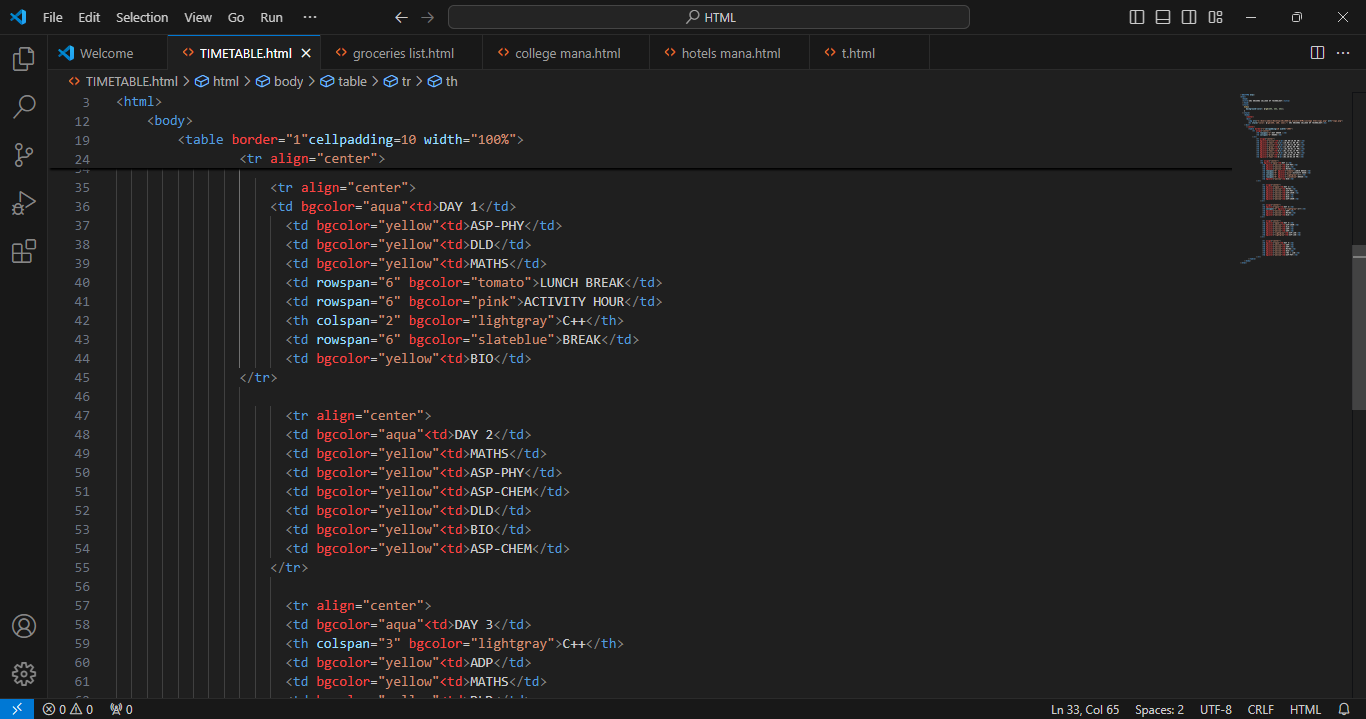 File Edit Selection View Go Run ··· HTML
Welcome TIMETABLE.html groceries list.html college mana.html hotels mana.html t.html
TIMETABLE.html > html > body > table > tr > th
3 <html>
12 <body>
19 <table border="1"cellpadding=10 width="100%">
24 <tr align="center">
34
35 <tr align="center">
36 <td bgcolor="aqua"<td>DAY 1</td>
37 <td bgcolor="yellow"<td>ASP-PHY</td>
38 <td bgcolor="yellow"<td>DLD</td>
39 <td bgcolor="yellow"<td>MATHS</td>
40 <td rowspan="6" bgcolor="tomato">LUNCH BREAK</td>
41 <td rowspan="6" bgcolor="pink">ACTIVITY HOUR</td>
42 <th colspan="2" bgcolor="lightgray">C++</th>
43 <td rowspan="6" bgcolor="slateblue">BREAK</td>
44 <td bgcolor="yellow"<td>BIO</td>
45 </tr>
46
47 <tr align="center">
48 <td bgcolor="aqua"<td>DAY 2</td>
49 <td bgcolor="yellow"<td>MATHS</td>
50 <td bgcolor="yellow"<td>ASP-PHY</td>
51 <td bgcolor="yellow"<td>ASP-CHEM</td>
52 <td bgcolor="yellow"<td>DLD</td>
53 <td bgcolor="yellow"<td>BIO</td>
54 <td bgcolor="yellow"<td>ASP-CHEM</td>
55 </tr>
56
57 <tr align="center">
58 <td bgcolor="aqua"<td>DAY 3</td>
59 <th colspan="3" bgcolor="lightgray">C++</th>
60 <td bgcolor="yellow"<td>ADP</td>
61 <td bgcolor="yellow"<td>MATHS</td>
0 0 0 Ln 33, Col 65 Spaces: 2 UTF-8 CRLF HTML